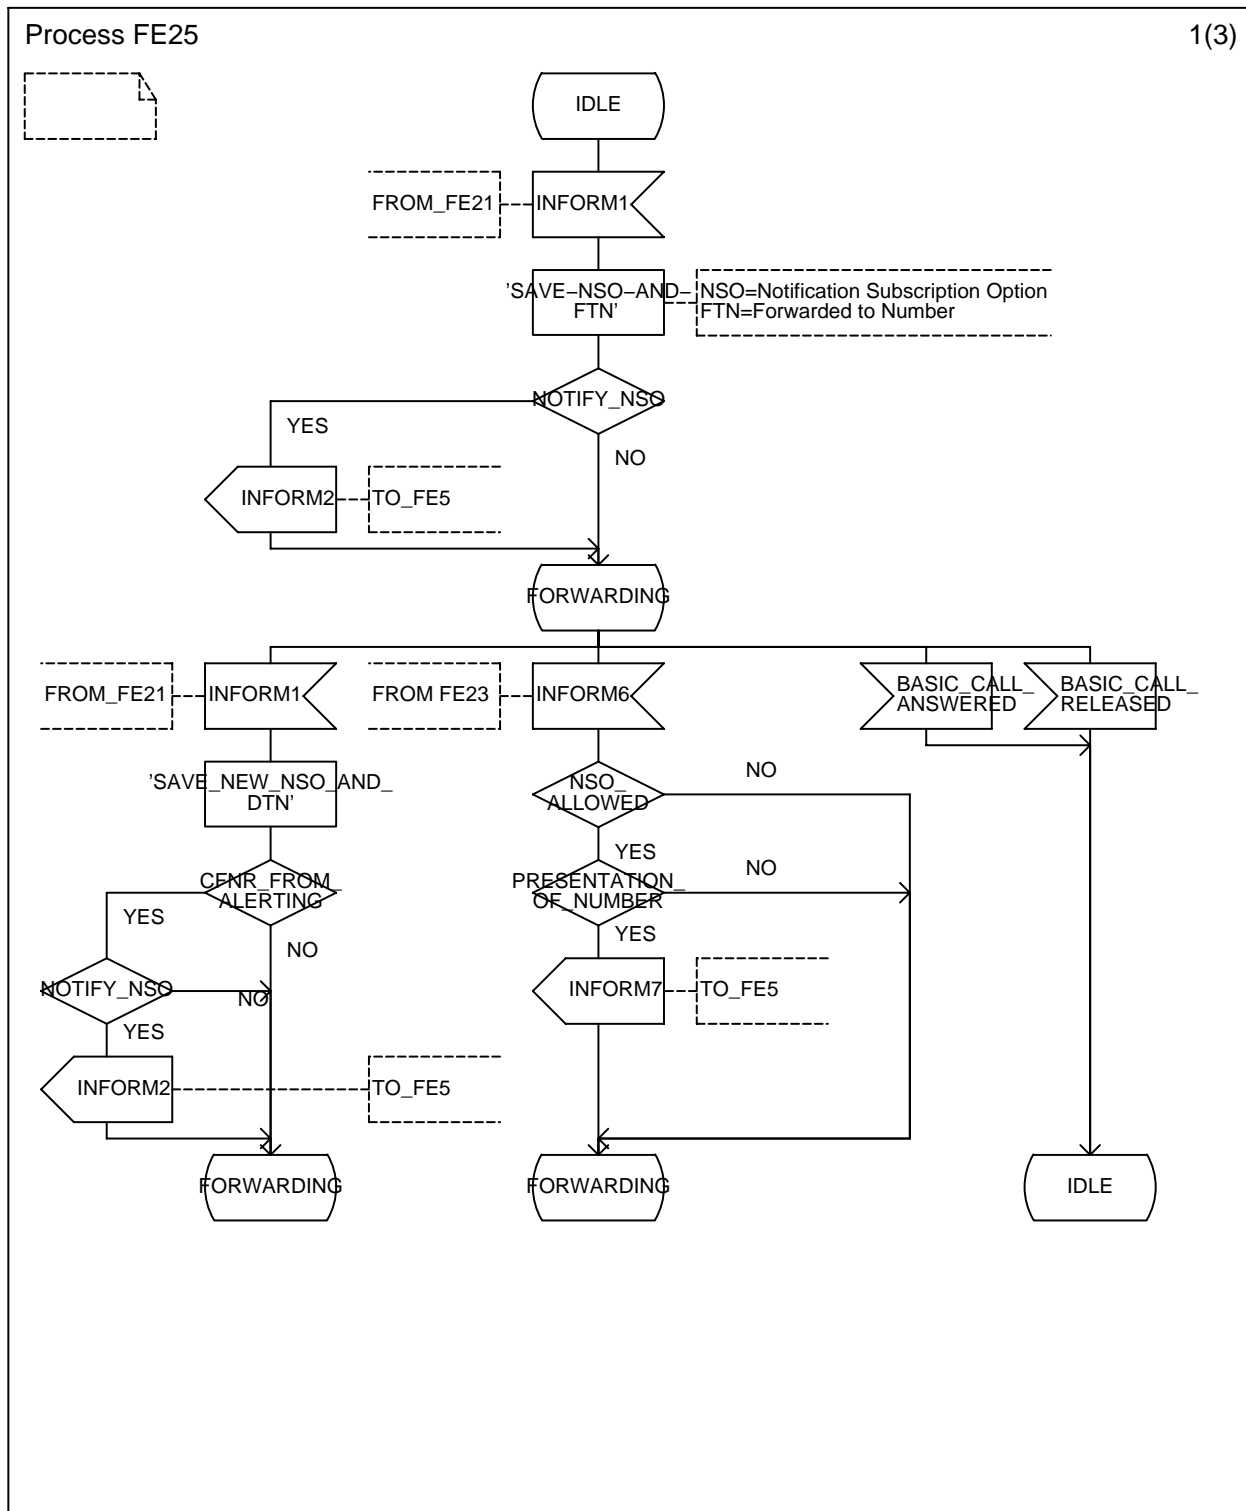 Process FE25
1(3)
IDLE
FROM_FE21
INFORM1
'SAVE–NSO–AND–
FTN'
NSO=Notification Subscription Option
FTN=Forwarded to Number
NOTIFY_NSO
YES
NO
INFORM2
TO_FE5
FORWARDING
FROM_FE21
INFORM1
FROM FE23
INFORM6
BASIC_CALL_
ANSWERED
BASIC_CALL_
RELEASED
'SAVE_NEW_NSO_AND_
DTN'
NSO_
ALLOWED
NO
YES
CFNR_FROM_
ALERTING
PRESENTATION_
OF_NUMBER
NO
YES
YES
NO
NOTIFY_NSO
NO
INFORM7
TO_FE5
YES
INFORM2
TO_FE5
FORWARDING
FORWARDING
IDLE